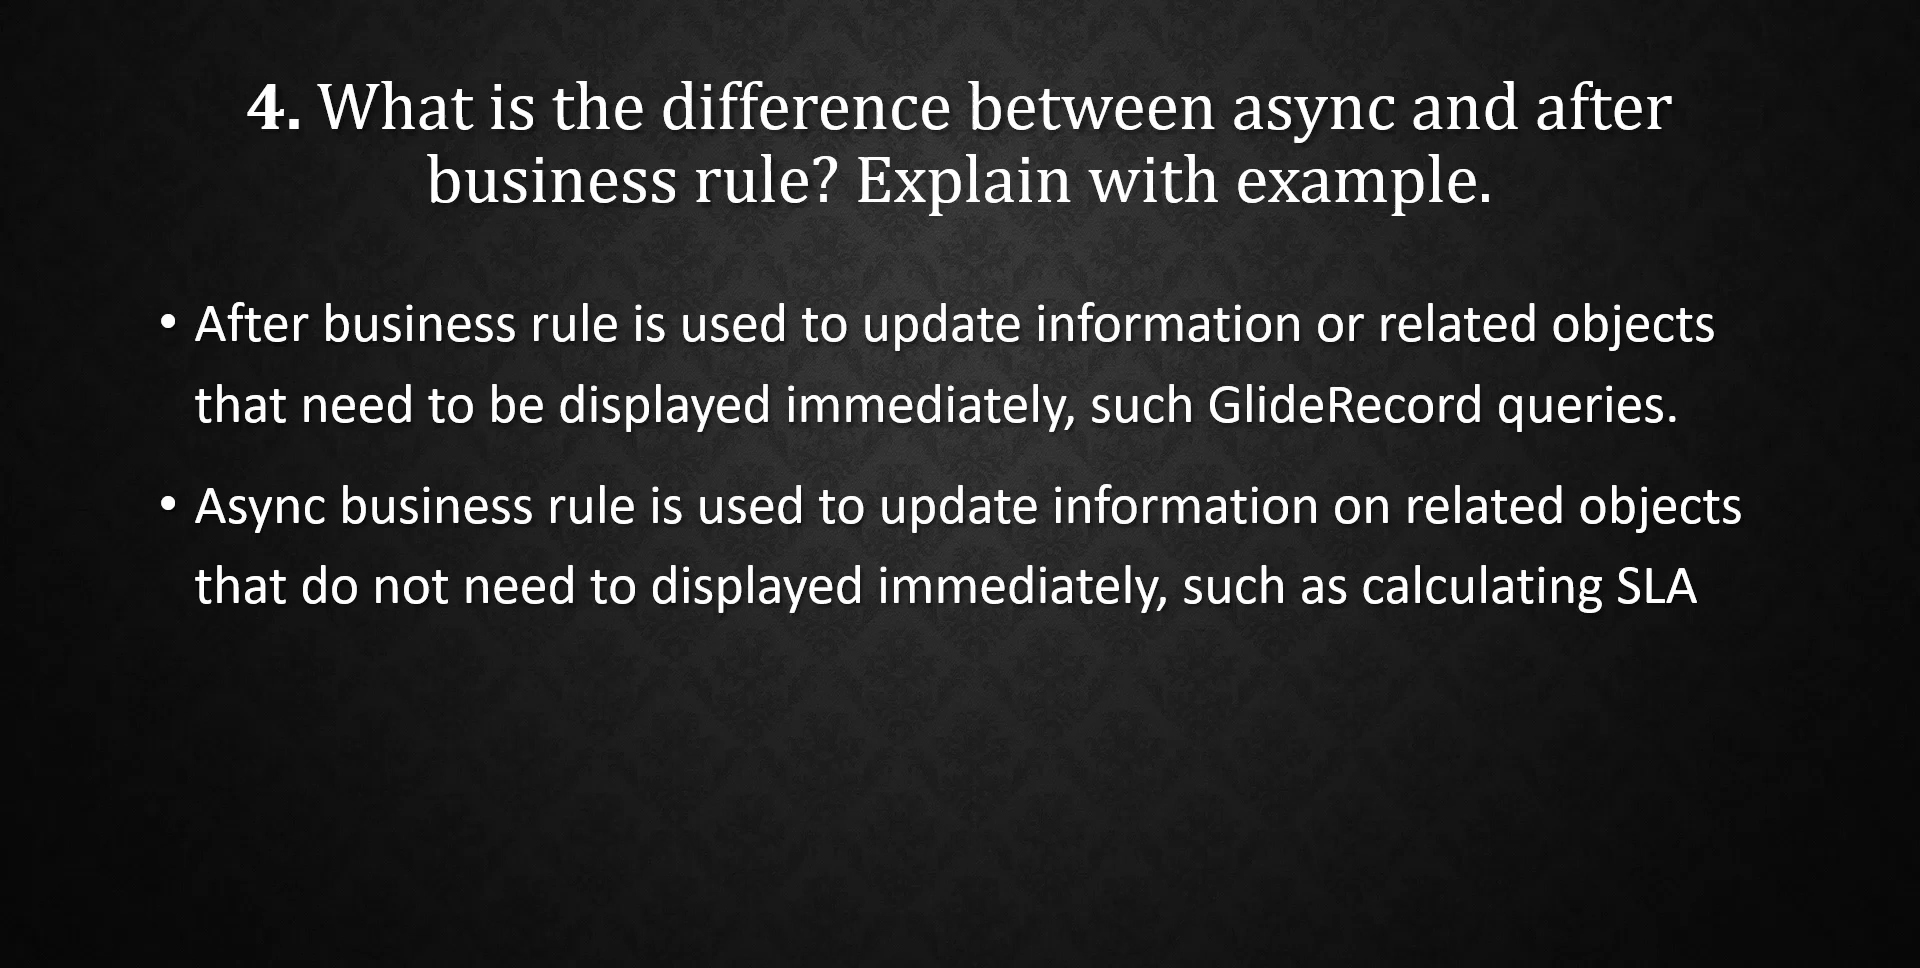 4. What is the difference between async and after
business rule? Explain with example.
• After business rule is used to update information or related objects
that need to be displayed immediately, such GlideRecord queries.
• Async business rule is used to update information on related objects
that do not need to displayed immediately, such as calculating SLA